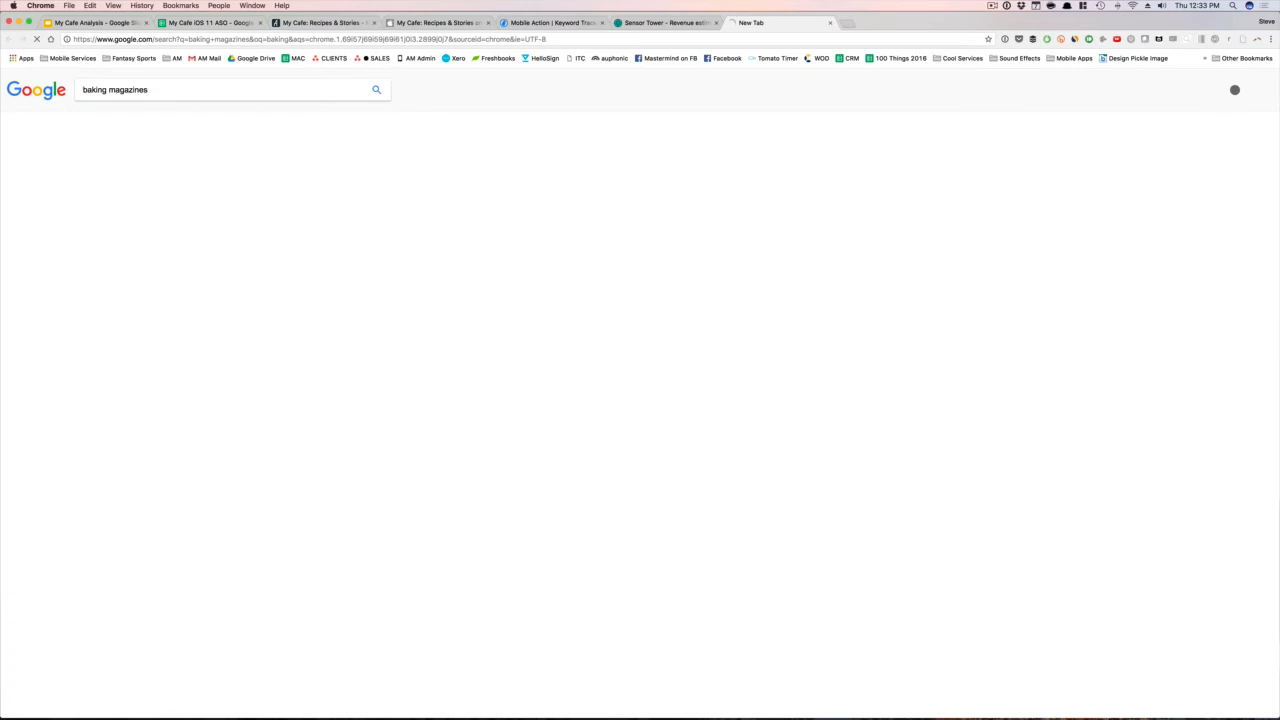 Chrome File Edit View History Bookmarks People Window Help Thu 12:33 PM
My Cafe Analysis - Google Sli My Cafe iOS 11 ASO - Google My Cafe: Recipes & Stories - My Cafe: Recipes & Stories on Mobile Action | Keyword Trac Sensor Tower - Revenue esti New Tab Steve
https://www.google.com/search?q=baking+magazines&oq=baking&aqs=chrome.1.69i57j69i59j69i61j0l3.2899j0j7&sourceid=chrome&ie=UTF-8
Apps Mobile Services Fantasy Sports AM AM Mail Google Drive MAC CLIENTS SALES AM Admin Xero Freshbooks HelloSign ITC auphonic Mastermind on FB Facebook Tomato Timer WOD CRM 100 Things 2016 Cool Services Sound Effects Mobile Apps Design Pickle Image » Other Bookmarks
Google baking magazines